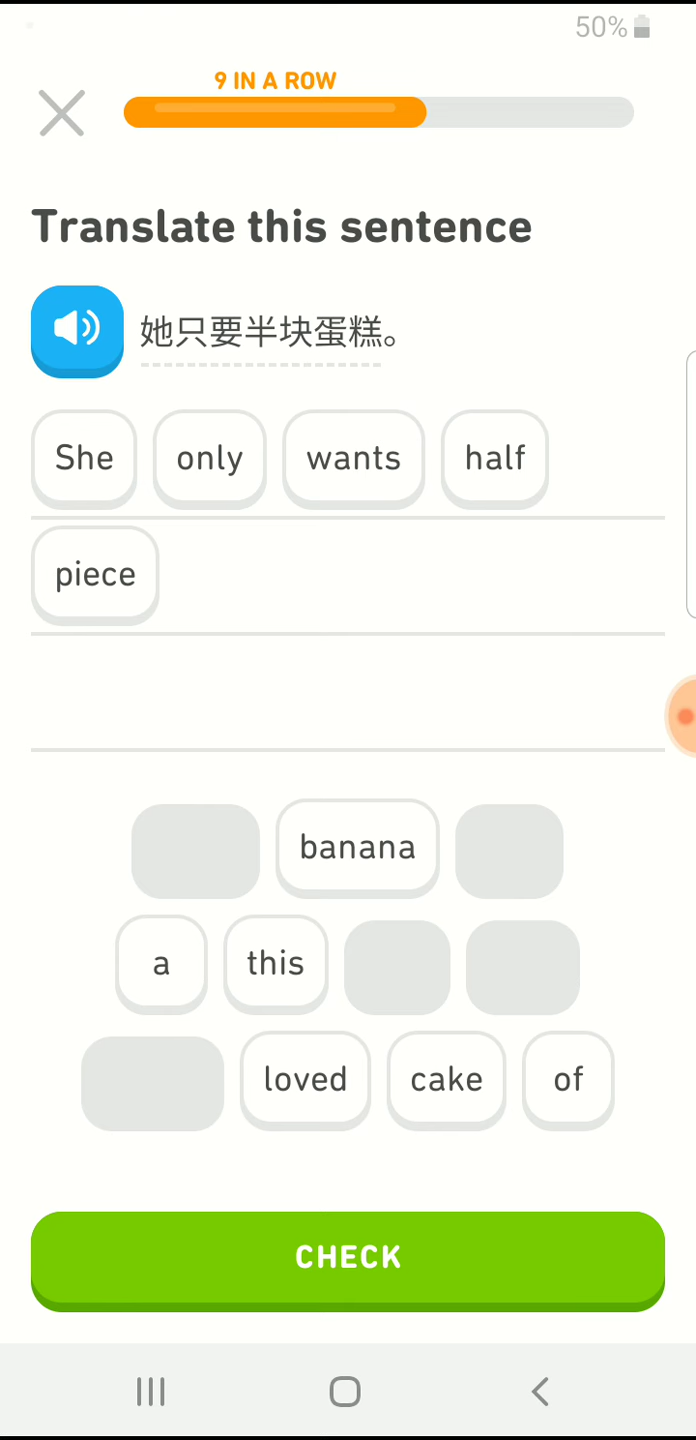 50%
9 IN A ROW
Translate this sentence
她只要半块蛋糕。
She only wants half
piece
banana
a this
loved cake of
CHECK